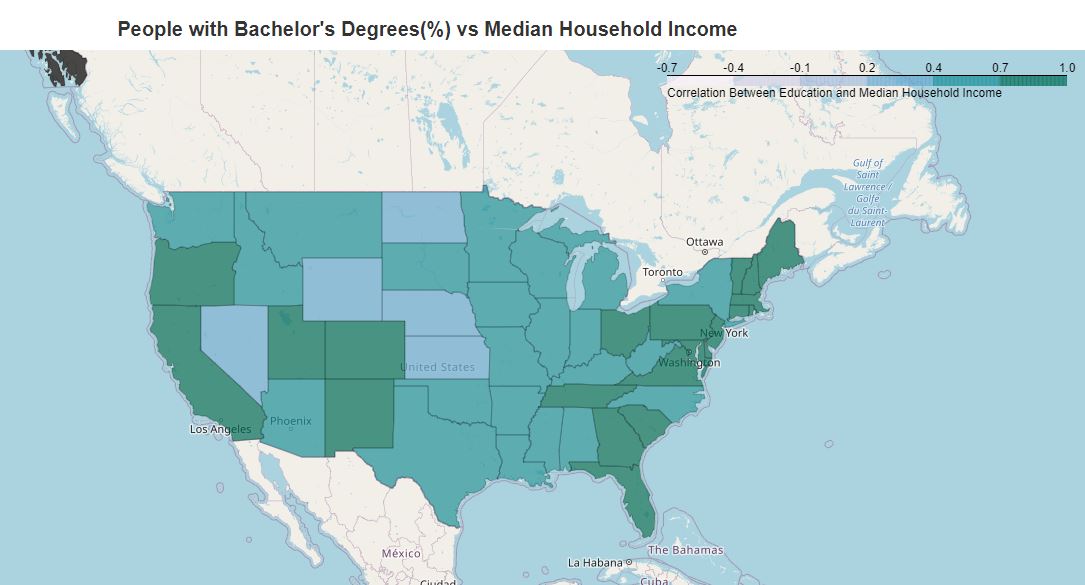 People with Bachelor's Degrees(%) vs Median Household Income
-0.7 -0.4 -0.1 0.2 0.4 0.7 1.0
Correlation Between Education and Median Household Income
Gulf of
Saint
Lawrence /
Golfe
du Saint-
Laurent
Ottawa
Toronto
New York
Washington
United States
Phoenix
Los Angeles
México
The Bahamas
La Habana
Cuba
Ciudad